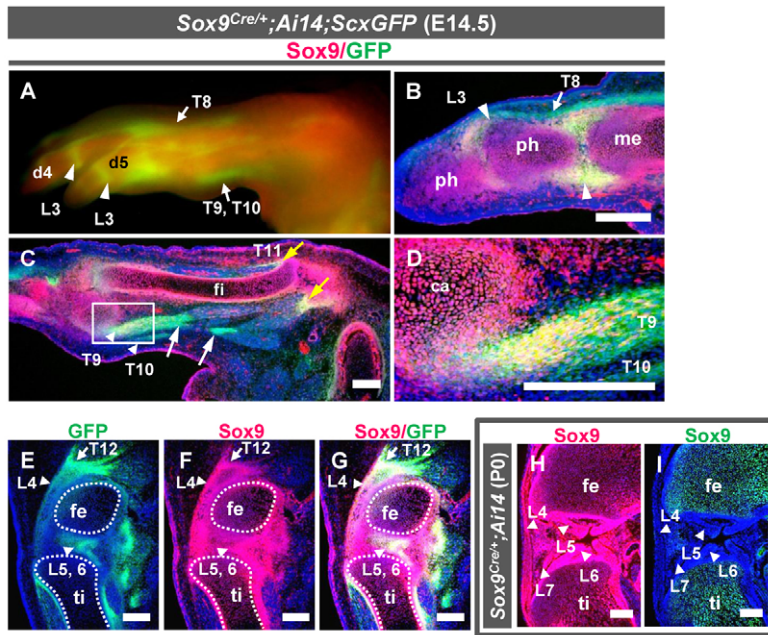 Sox9Cre/+;Ai14;ScxGFP (E14.5)
Sox9/GFP
A
T8
d4
d5
L3
L3
T9, T10
B
L3
T8
ph
me
ph
C
T11
fi
T9
T10
D
ca
T9
T10
GFP
Sox9
Sox9/GFP
E
T12
L4
fe
L5, 6
ti
F
T12
L4
fe
L5, 6
ti
G
T12
L4
fe
L5, 6
ti
Sox9Cre/+;Ai14 (P0)
Sox9
Sox9
H
fe
L4
L5
L6
L7
ti
I
fe
L4
L5
L6
L7
ti